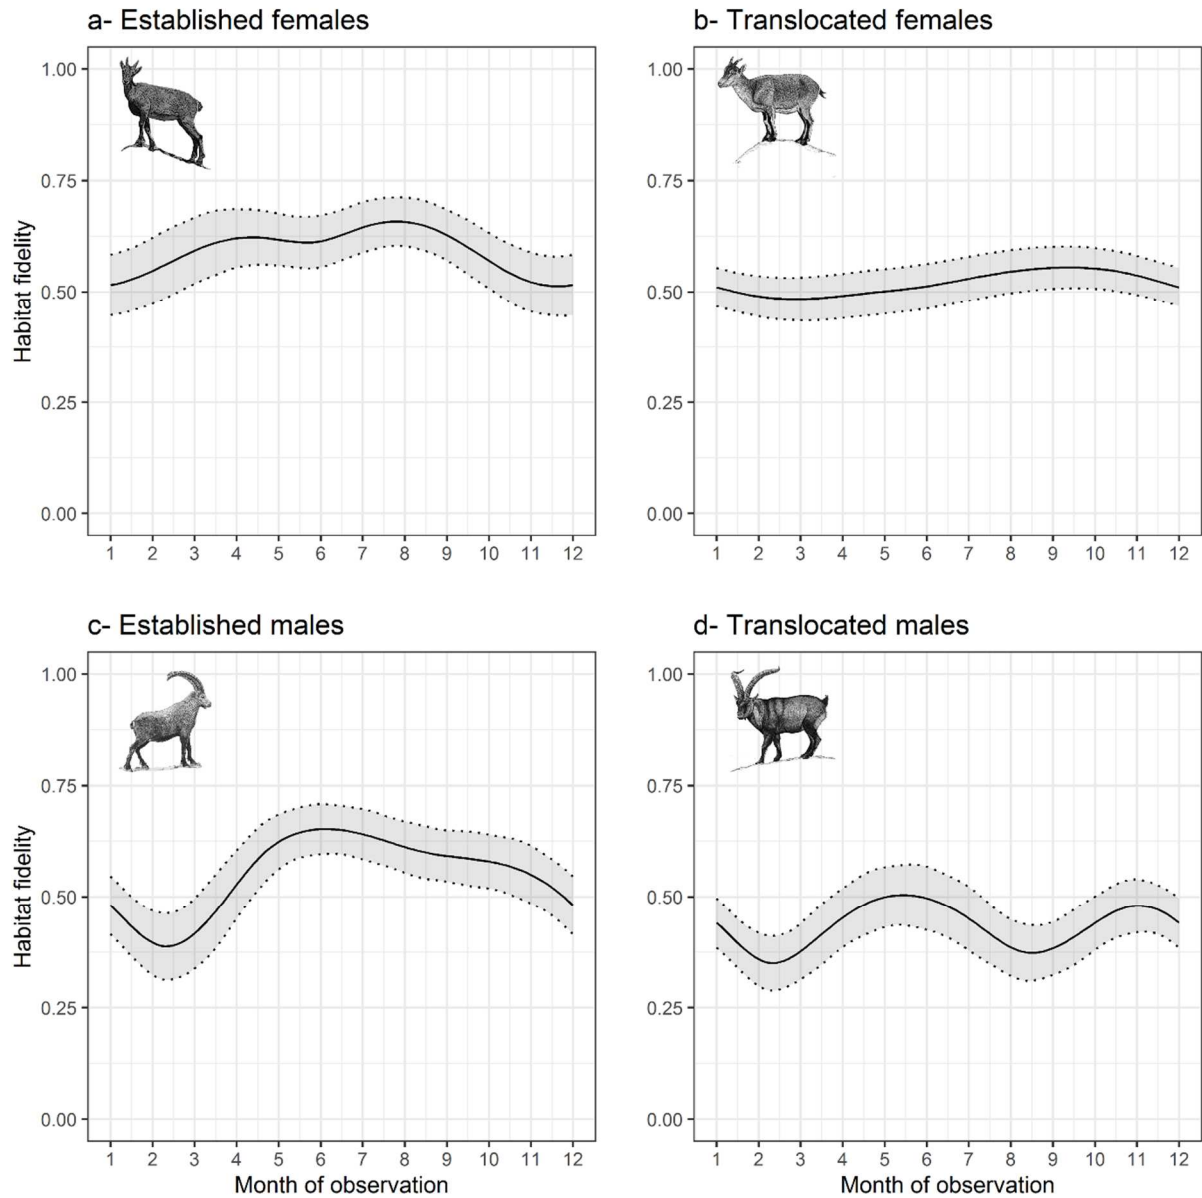 a- Established females
b- Translocated females
1.00
0.75
0.50
0.25
0.00
Habitat fidelity
1 2 3 4 5 6 7 8 9 10 11 12
1.00
0.75
0.50
0.25
0.00
1 2 3 4 5 6 7 8 9 10 11 12
c- Established males
d- Translocated males
1.00
0.75
0.50
0.25
0.00
Habitat fidelity
1 2 3 4 5 6 7 8 9 10 11 12
Month of observation
1.00
0.75
0.50
0.25
0.00
1 2 3 4 5 6 7 8 9 10 11 12
Month of observation